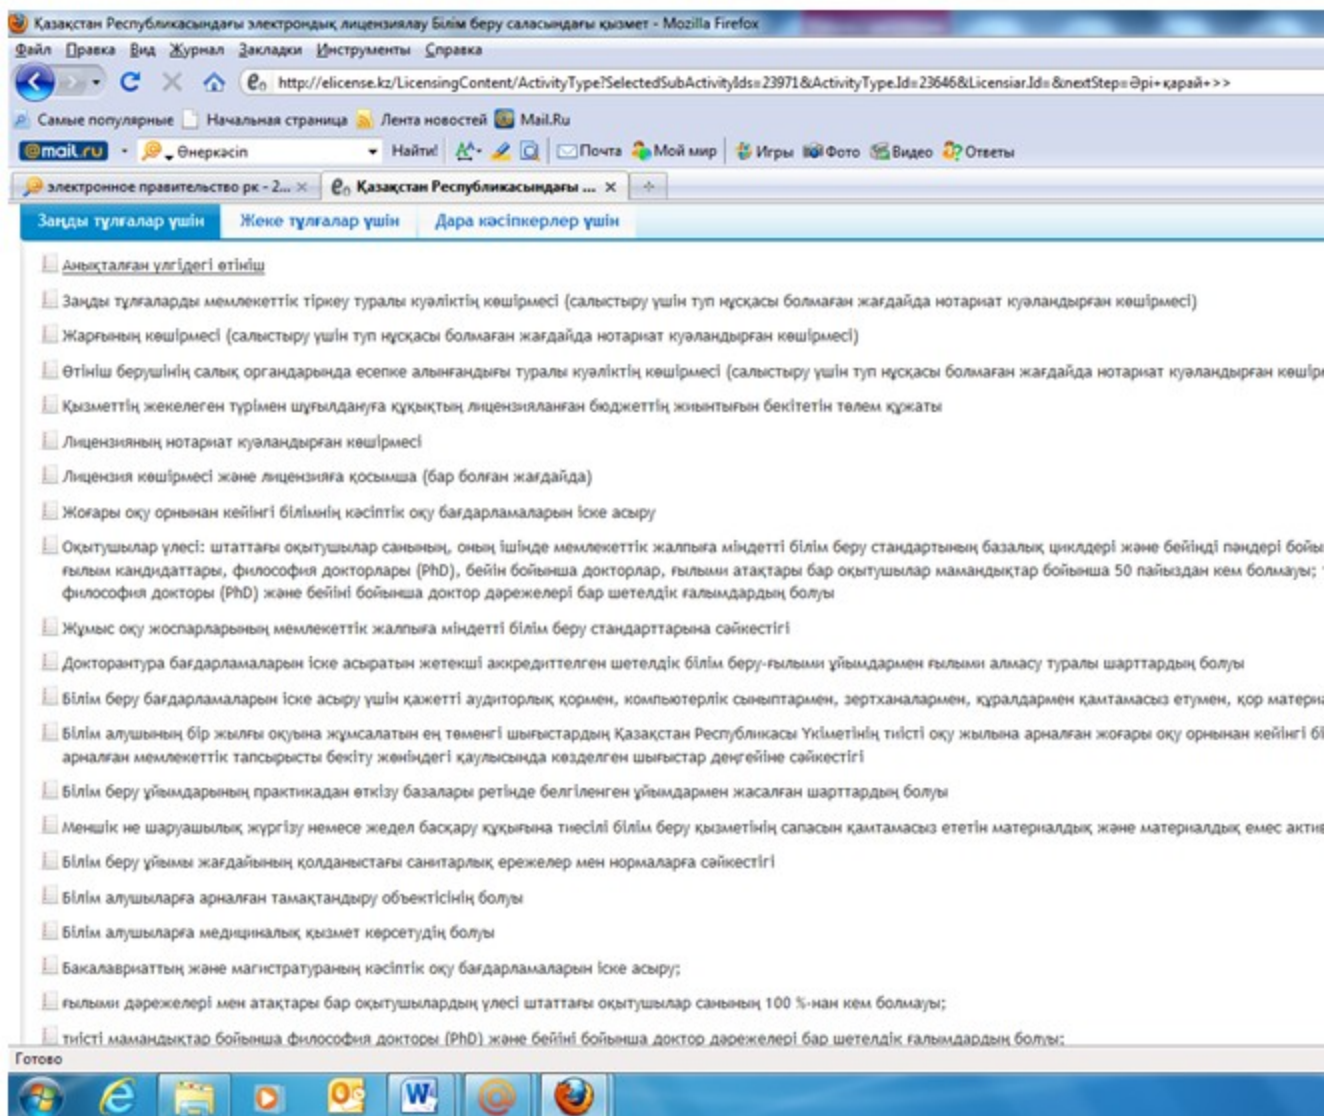 Қазақстан Республикасындағы электрондық лицензиялау Білім беру саласындағы қызмет - Mozilla Firefox
Файл Правка Вид Журнал Закладки Инструменты Справка
http://elicense.kz/LicensingContent/ActivityType?SelectedSubActivityIds=23971&ActivityType.Id=23646&Licensiar.Id=&nextStep=Әрі+қарай+>>
Самые популярные Начальная страница Лента новостей Mail.Ru
@mail.ru Өнеркәсіп Найти! Почта Мой мир Игры Фото Видео Ответы
электронное правительство рк - 2... Қазақстан Республикасындағы ...
Заңды тұлғалар үшін Жеке тұлғалар үшін Дара кәсіпкерлер үшін
Анықталған үлгідегі өтініш
Заңды тұлғаларды мемлекеттік тіркеу туралы куәліктің көшірмесі (салыстыру үшін түп нұсқасы болмаған жағдайда нотариат куәландырған көшірмесі)
Жарғының көшірмесі (салыстыру үшін түп нұсқасы болмаған жағдайда нотариат куәландырған көшірмесі)
Өтініш берушінің салық органдарында есепке алынғандығы туралы куәліктің көшірмесі (салыстыру үшін түп нұсқасы болмаған жағдайда нотариат куәландырған көшірм
Қызметтің жекелеген түрімен шұғылдануға құқықтың лицензияланған бюджеттің жиынтығын бекітетін төлем құжаты
Лицензияның нотариат куәландырған көшірмесі
Лицензия көшірмесі және лицензияға қосымша (бар болған жағдайда)
Жоғары оқу орнынан кейінгі білімнің кәсіптік оқу бағдарламаларын іске асыру
Оқытушылар үлесі: штаттағы оқытушылар санының, оның ішінде мемлекеттік жалпыға міндетті білім беру стандартының базалық циклдері және бейінді пәндері бойы
ғылым кандидаттары, философия докторлары (PhD), бейін бойынша докторлар, ғылыми атақтары бар оқытушылар мамандықтар бойынша 50 пайыздан кем болмауы;
философия докторы (PhD) және бейіні бойынша доктор дәрежелері бар шетелдік ғалымдардың болуы
Жұмыс оқу жоспарларының мемлекеттік жалпыға міндетті білім беру стандарттарына сәйкестігі
Докторантура бағдарламаларын іске асыратын жетекші аккредиттелген шетелдік білім беру-ғылыми ұйымдармен ғылыми алмасу туралы шарттардың болуы
Білім беру бағдарламаларын іске асыру үшін қажетті аудиторлық қормен, компьютерлік сыныптармен, зертханалармен, құралдармен қамтамасыз етумен, қор материа
Білім алушының бір жылғы оқуына жұмсалатын ең төменгі шығыстардың Қазақстан Республикасы Үкіметінің тиісті оқу жылына арналған жоғары оқу орнынан кейінгі бі
арналған мемлекеттік тапсырысты бекіту жөніндегі қаулысында көзделген шығыстар деңгейіне сәйкестігі
Білім беру ұйымдарының практикадан өткізу базалары ретінде белгіленген ұйымдармен жасалған шарттардың болуы
Меншік не шаруашылық жүргізу немесе жедел басқару құқығына тиесілі білім беру қызметінің сапасын қамтамасыз ететін материалдық және материалдық емес актив
Білім беру ұйымы жағдайының қолданыстағы санитарлық ережелер мен нормаларға сәйкестігі
Білім алушыларға арналған тамақтандыру объектісінің болуы
Білім алушыларға медициналық қызмет көрсетудің болуы
Бакалавриаттың және магистратураның кәсіптік оқу бағдарламаларын іске асыру;
ғылыми дәрежелері мен атақтары бар оқытушылардың үлесі штаттағы оқытушылар санының 100 %-нан кем болмауы;
тиісті мамандықтар бойынша философия докторы (PhD) және бейіні бойынша доктор дәрежелері бар шетелдік ғалымдардың болуы;
Готово